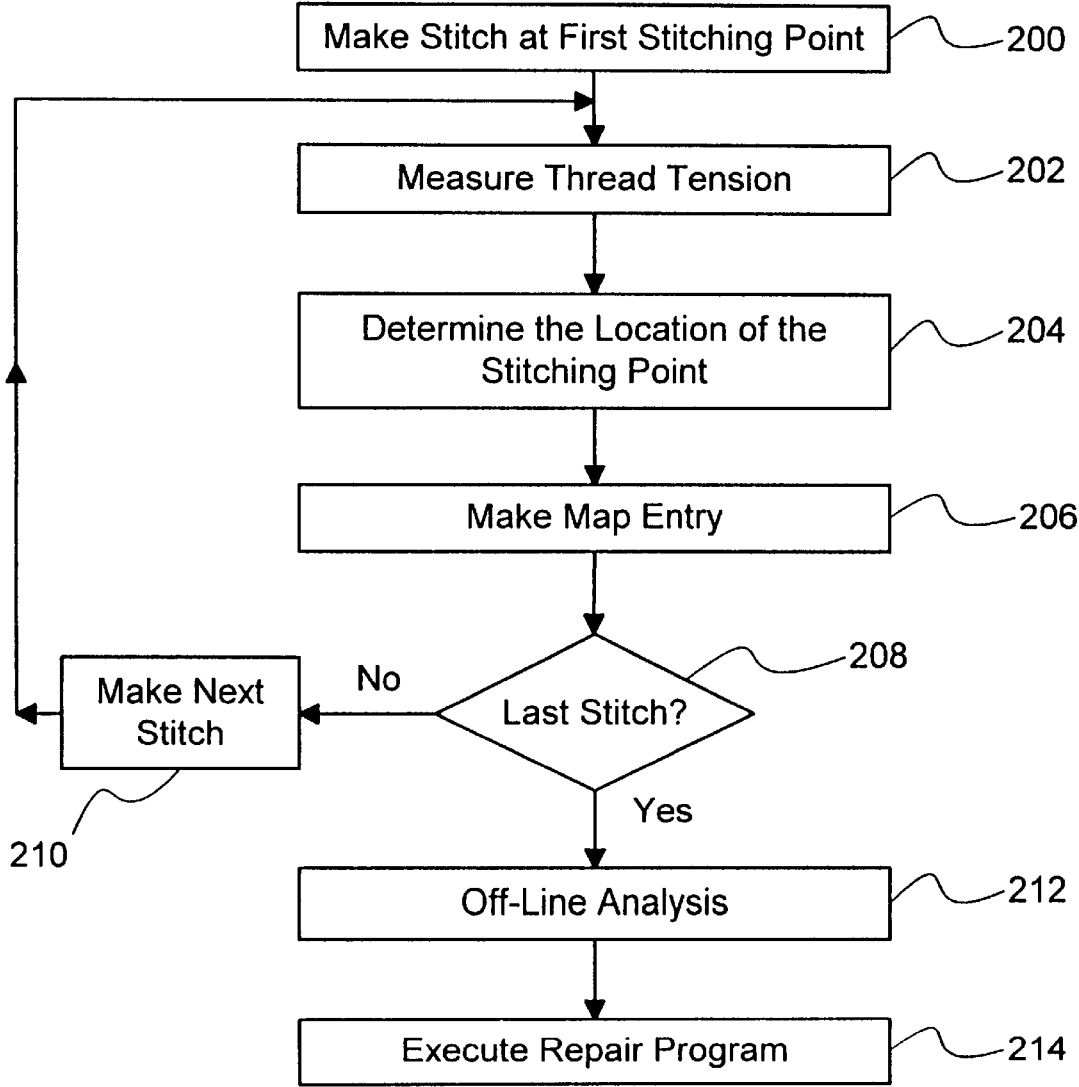 Make Stitch at First Stitching Point
200
Measure Thread Tension
202
Determine the Location of the
Stitching Point
204
Make Map Entry
206
Last Stitch?
208
No
Make Next
Stitch
210
Yes
Off-Line Analysis
212
Execute Repair Program
214